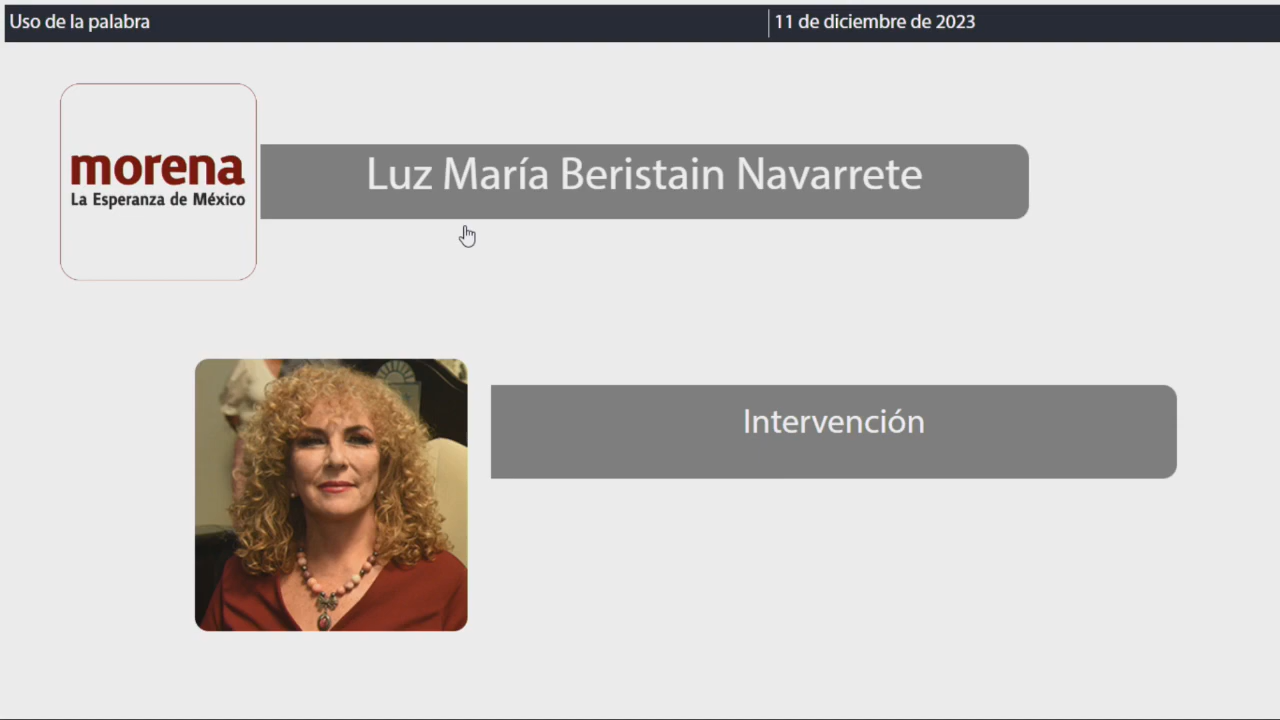 Uso de la palabra
11 de diciembre de 2023
morena
La Esperanza de México
Luz María Beristain Navarrete
Intervención